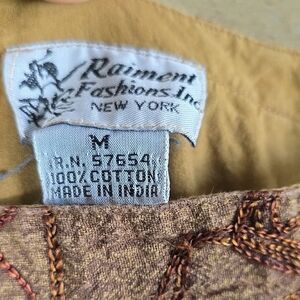 Raiment
Fashions, Inc.
NEW YORK
M
R.N. 57654
100% COTTON
MADE IN INDIA